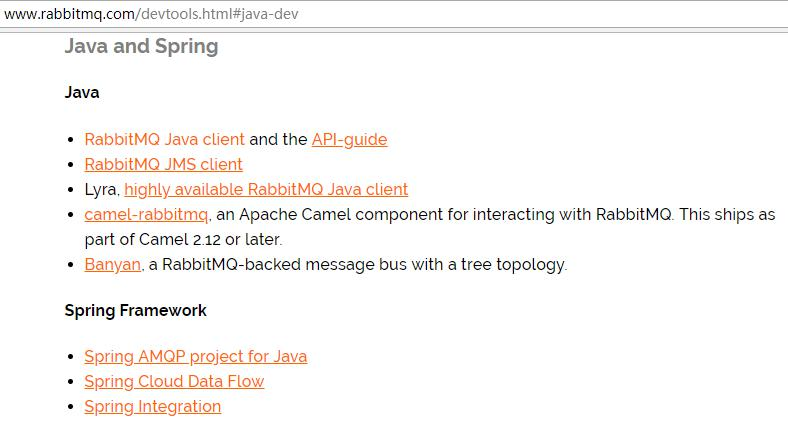 www.rabbitmq.com/devtools.html#java-dev
Java and Spring
Java
• RabbitMQ Java client and the API-guide
• RabbitMQ JMS client
• Lyra, highly available RabbitMQ Java client
• camel-rabbitmq, an Apache Camel component for interacting with RabbitMQ. This ships as
part of Camel 2.12 or later.
• Banyan, a RabbitMQ-backed message bus with a tree topology.
Spring Framework
• Spring AMQP project for Java
• Spring Cloud Data Flow
• Spring Integration